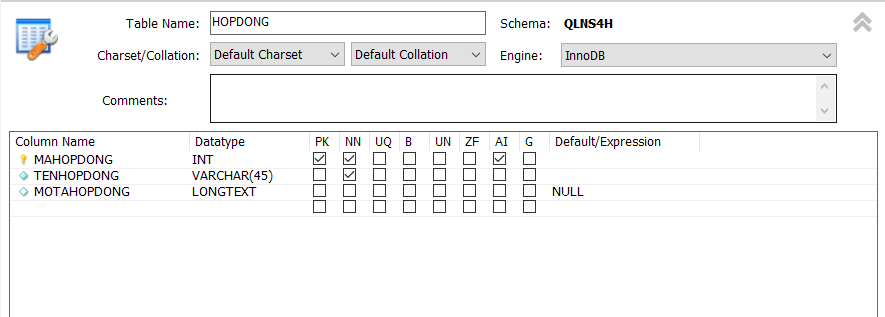 Table Name: HOPDONG Schema: QLNS4H
Charset/Collation: Default Charset Default Collation Engine: InnoDB
Comments:
Column Name Datatype PK NN UQ B UN ZF AI G Default/Expression
MAHOPDONG INT
TENHOPDONG VARCHAR(45)
MOTAHOPDONG LONGTEXT NULL